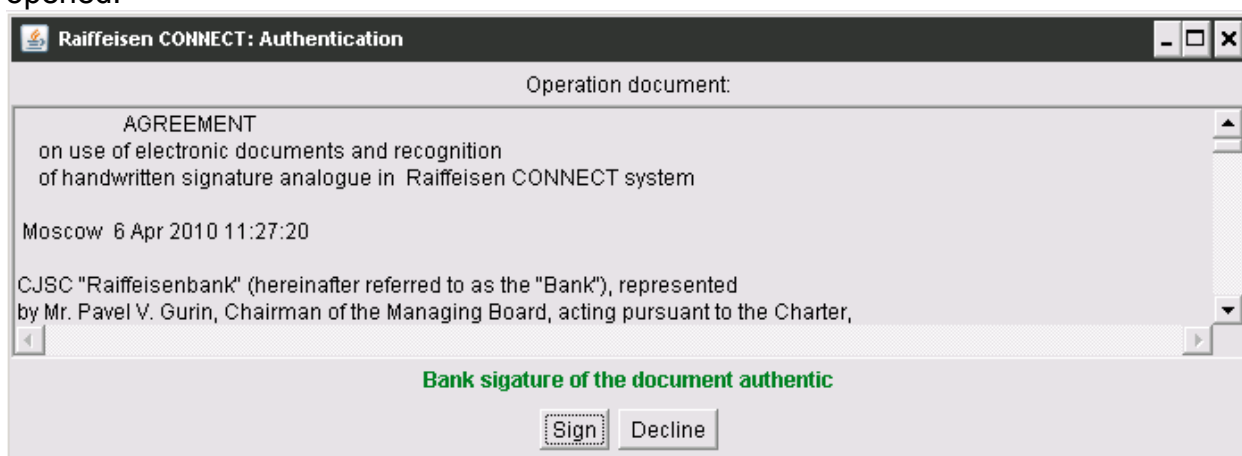 opened.
Raiffeisen CONNECT: Authentication
Operation document:
AGREEMENT
on use of electronic documents and recognition
of handwritten signature analogue in Raiffeisen CONNECT system
Moscow 6 Apr 2010 11:27:20
CJSC "Raiffeisenbank" (hereinafter referred to as the "Bank"), represented
by Mr. Pavel V. Gurin, Chairman of the Managing Board, acting pursuant to the Charter,
Bank sigature of the document authentic
Sign Decline